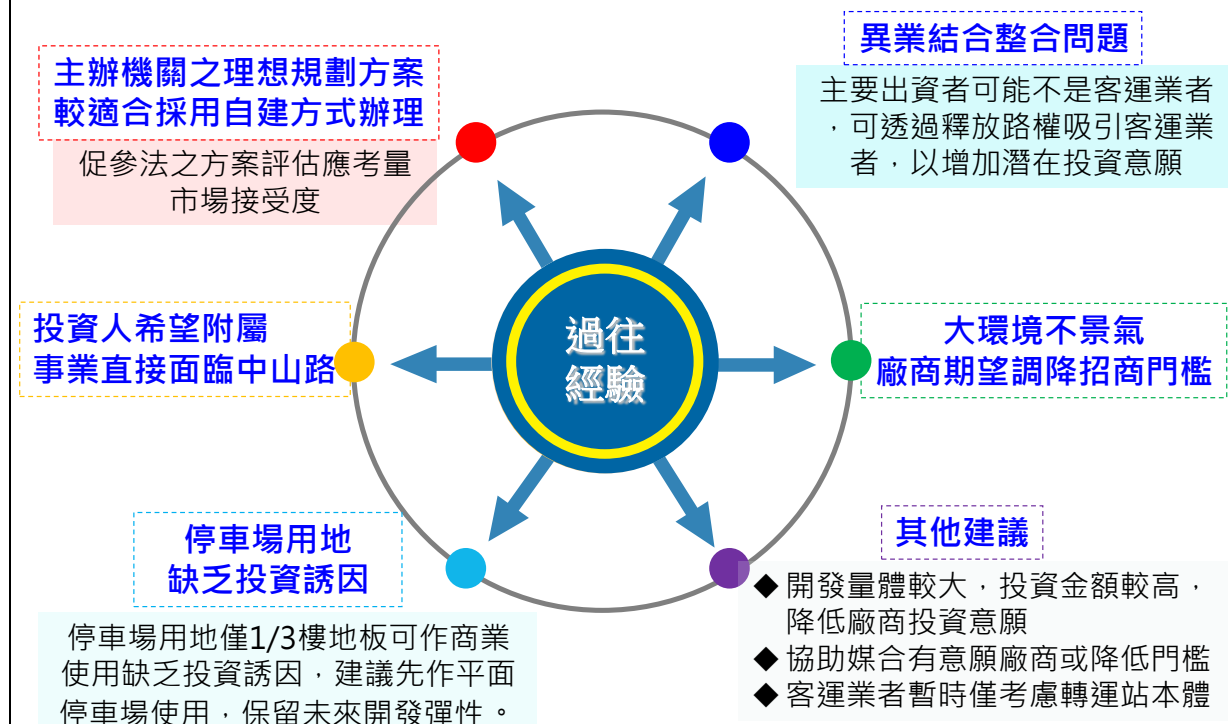 主辦機關之理想規劃方案
較適合採用自建方式辦理
促參法之方案評估應考量
市場接受度
異業結合整合問題
主要出資者可能不是客運業者
，可透過釋放路權吸引客運業
者，以增加潛在投資意願
投資人希望附屬
事業直接面臨中山路
過往
經驗
大環境不景氣
廠商期望調降招商門檻
停車場用地
缺乏投資誘因
停車場用地僅1/3樓地板可作商業
使用缺乏投資誘因，建議先作平面
停車場使用，保留未來開發彈性。
其他建議
◆開發量體較大，投資金額較高，
降低廠商投資意願
◆協助媒合有意願廠商或降低門檻
◆客運業者暫時僅考慮轉運站本體